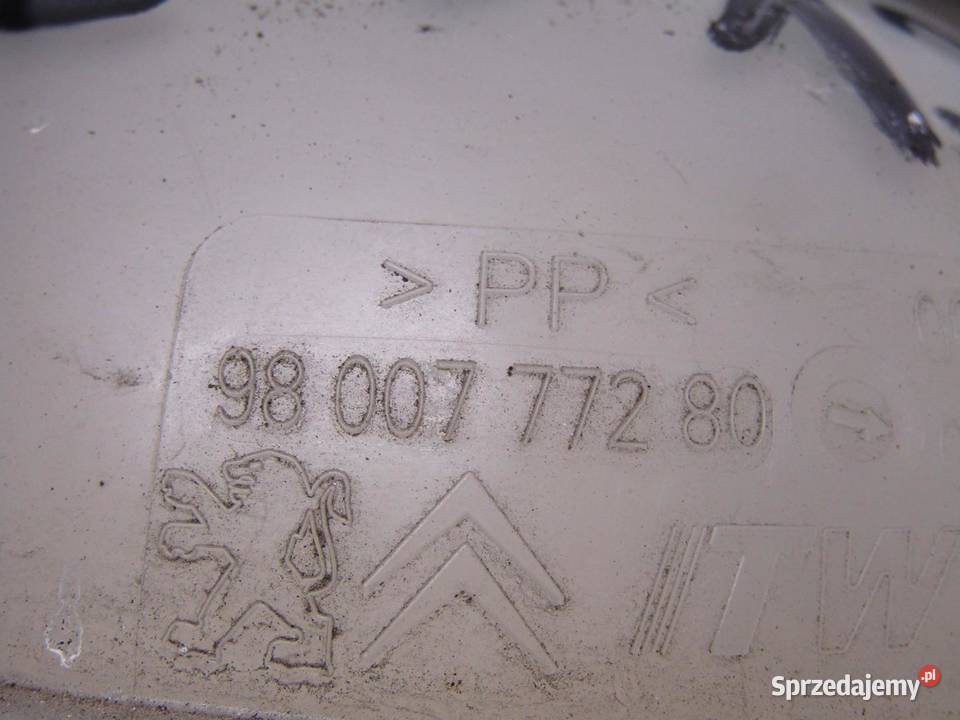 > PP <
98 007 772 80
ITW
Sprzedajemy.pl